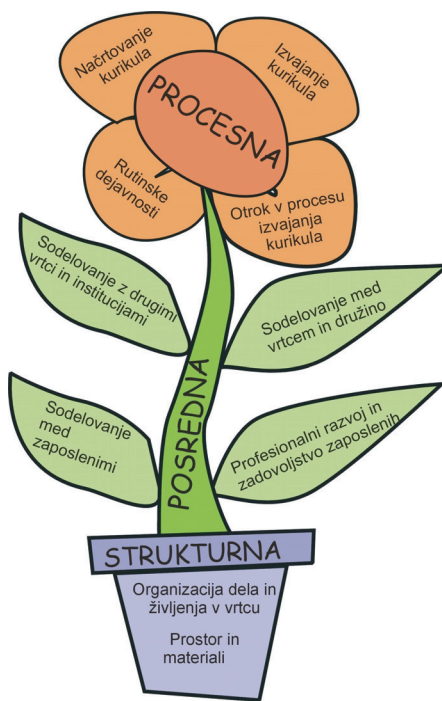 Načrtovanje
kurikula
Izvajanje
kurikula
PROCESNA
Rutinske
dejavnosti
Otrok v procesu
izvajanja
kurikula
Sodelovanje z drugimi
vrtci in institucijami
Sodelovanje med
vrtcem in družino
POSREDNA
Sodelovanje
med
zaposlenimi
Profesionalni razvoj in
zadovoljstvo zaposlenih
STRUKTURNA
Organizacija dela in
življenja v vrtcu
Prostor in
materiali